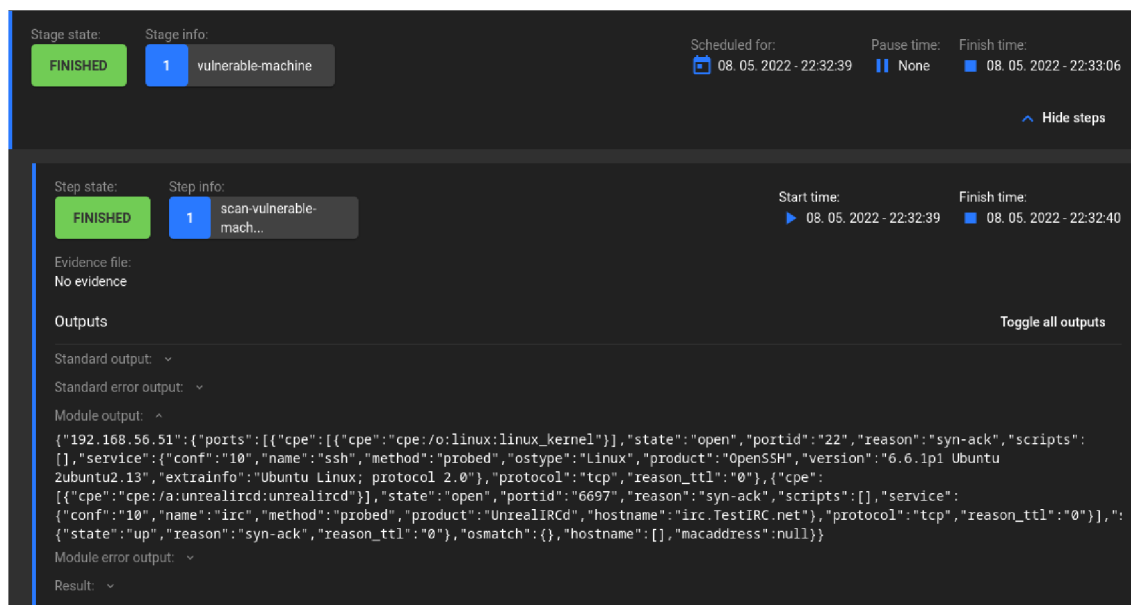 Stage state: Stage info: Scheduled for: Pause time: Finish time:
FINISHED 1 vulnerable-machine 08. 05. 2022 - 22:32:39 None 08. 05. 2022 - 22:33:06
Hide steps
Step state: Step info: Start time: Finish time:
FINISHED 1 scan-vulnerable-mach... 08. 05. 2022 - 22:32:39 08. 05. 2022 - 22:32:40
Evidence file:
No evidence
Outputs Toggle all outputs
Standard output:
Standard error output:
Module output:
{"192.168.56.51":{"ports":[{"cpe":[{"cpe":"cpe:/o:linux:linux_kernel"}],"state":"open","portid":"22","reason":"syn-ack","scripts":
[],"service":{"conf":"10","name":"ssh","method":"probed","ostype":"Linux","product":"OpenSSH","version":"6.6.1p1 Ubuntu
2ubuntu2.13","extrainfo":"Ubuntu Linux; protocol 2.0"},"protocol":"tcp","reason_ttl":"0"},{"cpe":
[{"cpe":"cpe:/a:unrealircd:unrealircd"}],"state":"open","portid":"6697","reason":"syn-ack","scripts":[],"service":
{"conf":"10","name":"irc","method":"probed","product":"UnrealIRCd","hostname":"irc.TestIRC.net"},"protocol":"tcp","reason_ttl":"0"}],
{"state":"up","reason":"syn-ack","reason_ttl":"0"},"osmatch":{},"hostname":[],"macaddress":null}}
Module error output:
Result: